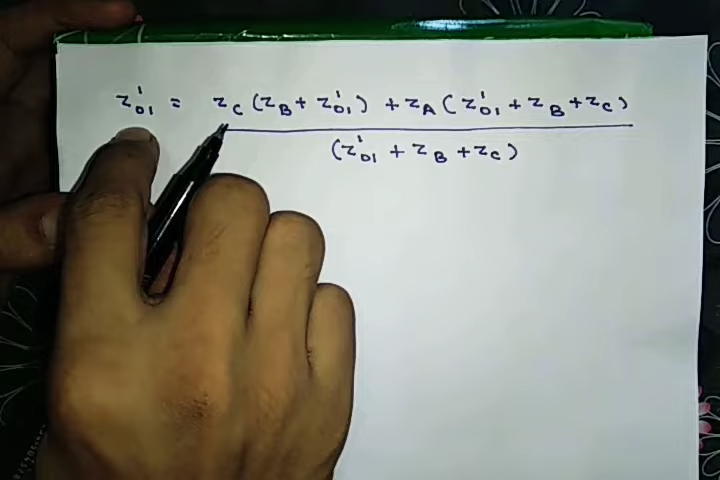 z'01 = zC (zB + z'01) + zA (z'01 + zB + zC)
(z'01 + zB + zC)